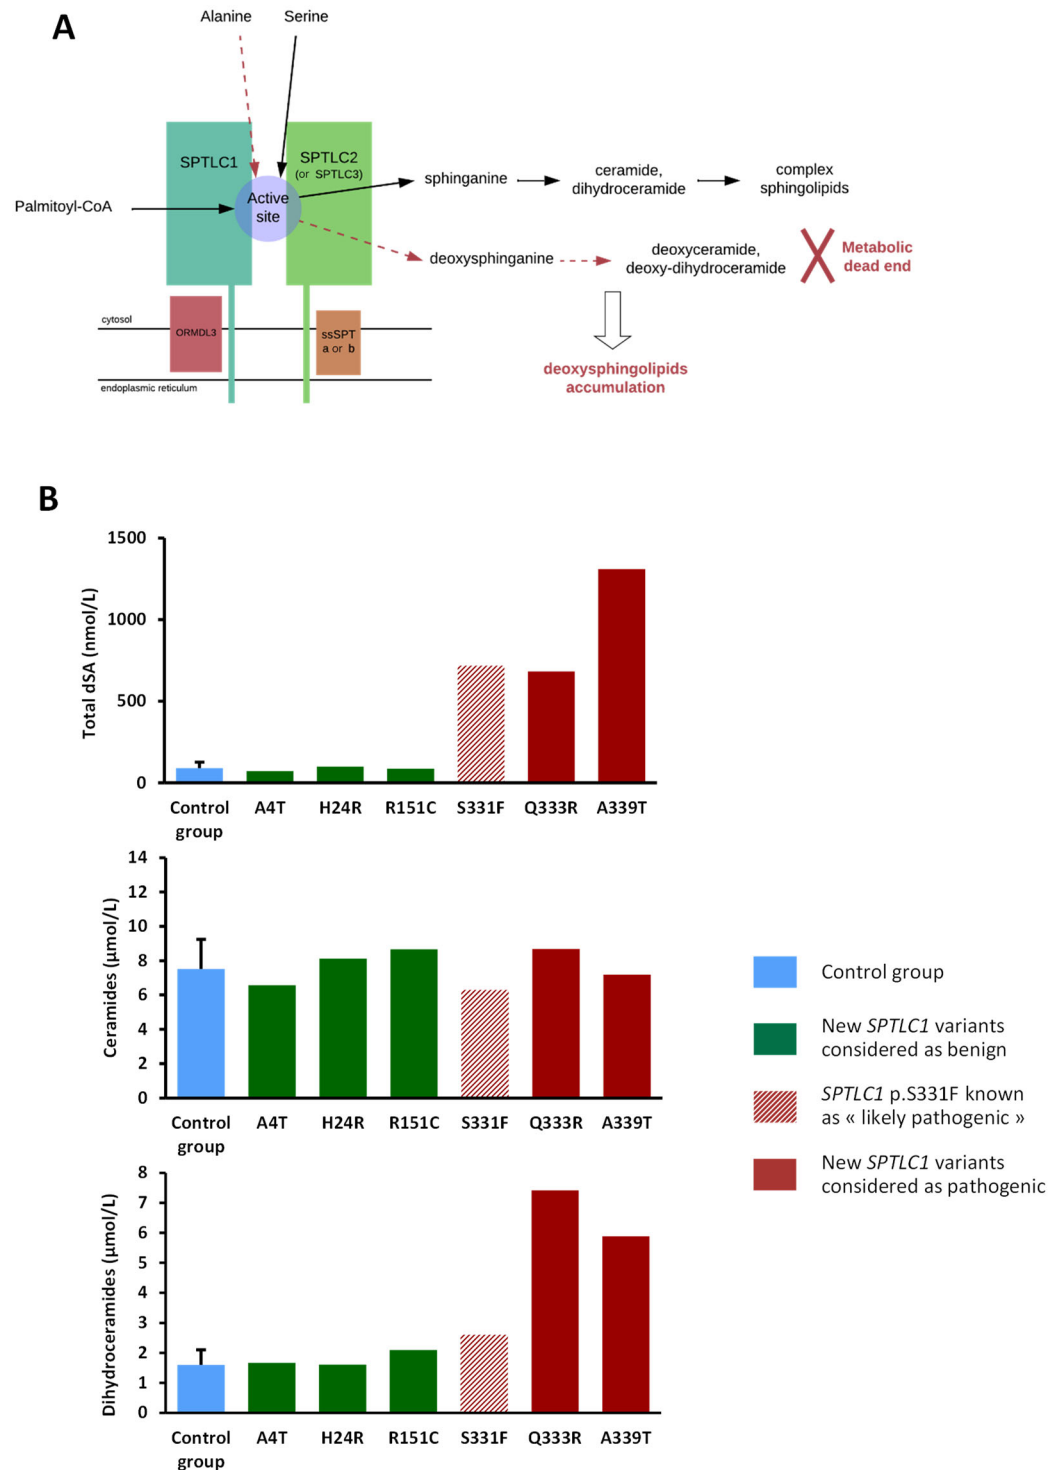 A
Alanine
Serine
SPTLC1
SPTLC2
(or SPTLC3)
Active
site
Palmitoyl-CoA
sphinganine
ceramide,
dihydroceramide
complex
sphingolipids
deoxysphinganine
deoxyceramide,
deoxy-dihydroceramide
Metabolic
dead end
cytosol
ORMDL3
ssSPT
a or b
endoplasmic reticulum
deoxysphingolipids
accumulation
B
Total dSA (nmol/L)
1500
1000
500
0
Control
group
A4T
H24R
R151C
S331F
Q333R
A339T
Ceramides (µmol/L)
14
12
10
8
6
4
2
0
Control
group
A4T
H24R
R151C
S331F
Q333R
A339T
Dihydroceramides (µmol/L)
8
7
6
5
4
3
2
1
0
Control
group
A4T
H24R
R151C
S331F
Q333R
A339T
Control group
New SPTLC1 variants
considered as benign
SPTLC1 p.S331F known
as « likely pathogenic »
New SPTLC1 variants
considered as pathogenic